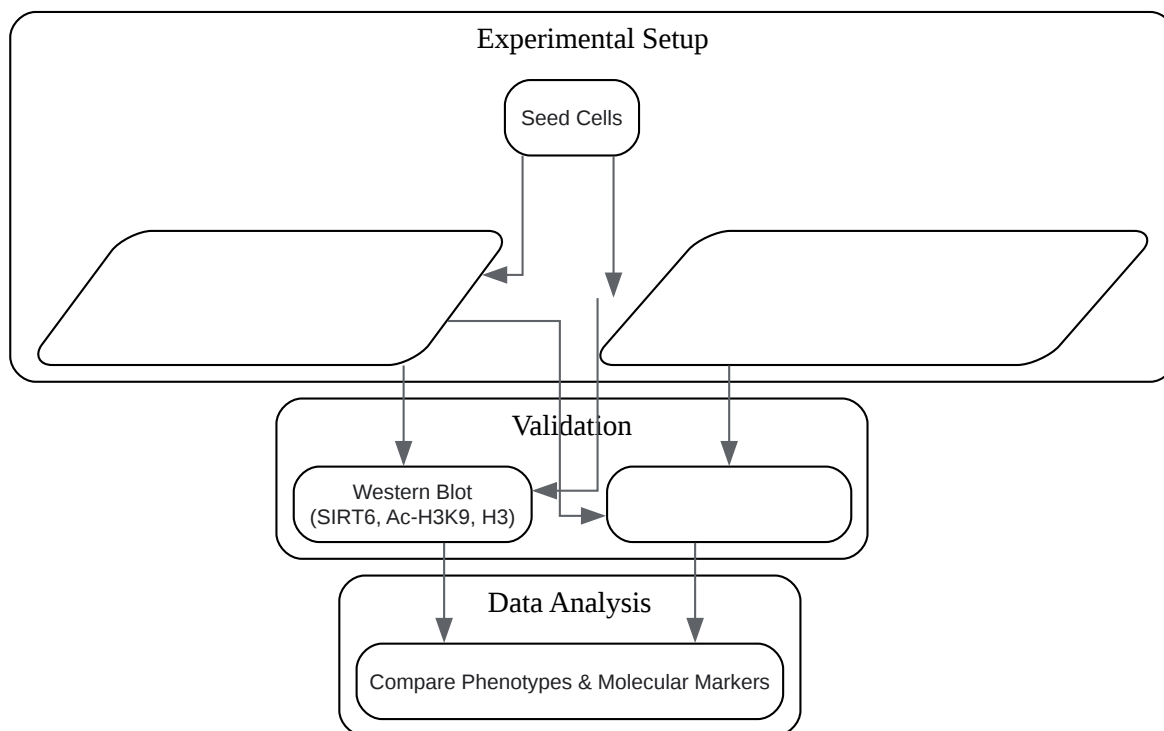 Experimental Setup
Seed Cells
Validation
Western Blot
(SIRT6, Ac-H3K9, H3)
Data Analysis
Compare Phenotypes & Molecular Markers